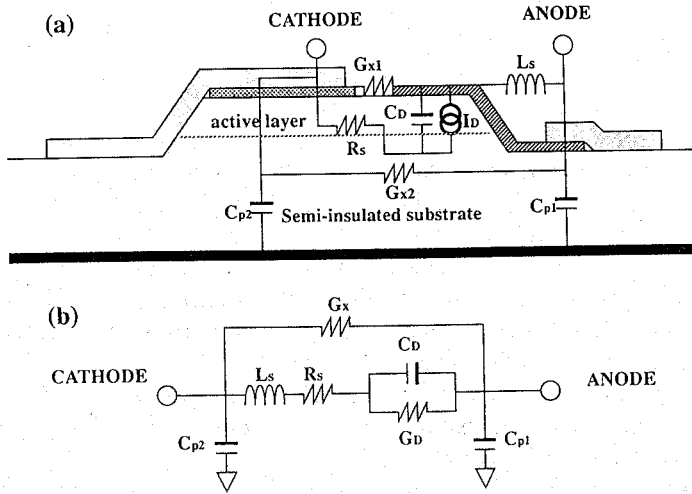 (a)
CATHODE
ANODE
Gx1
Ls
active layer
CD
ID
Rs
Gx2
Cp2
Semi-insulated substrate
Cp1
(b)
Gx
CD
CATHODE
Ls
Rs
ANODE
GD
Cp2
Cp1